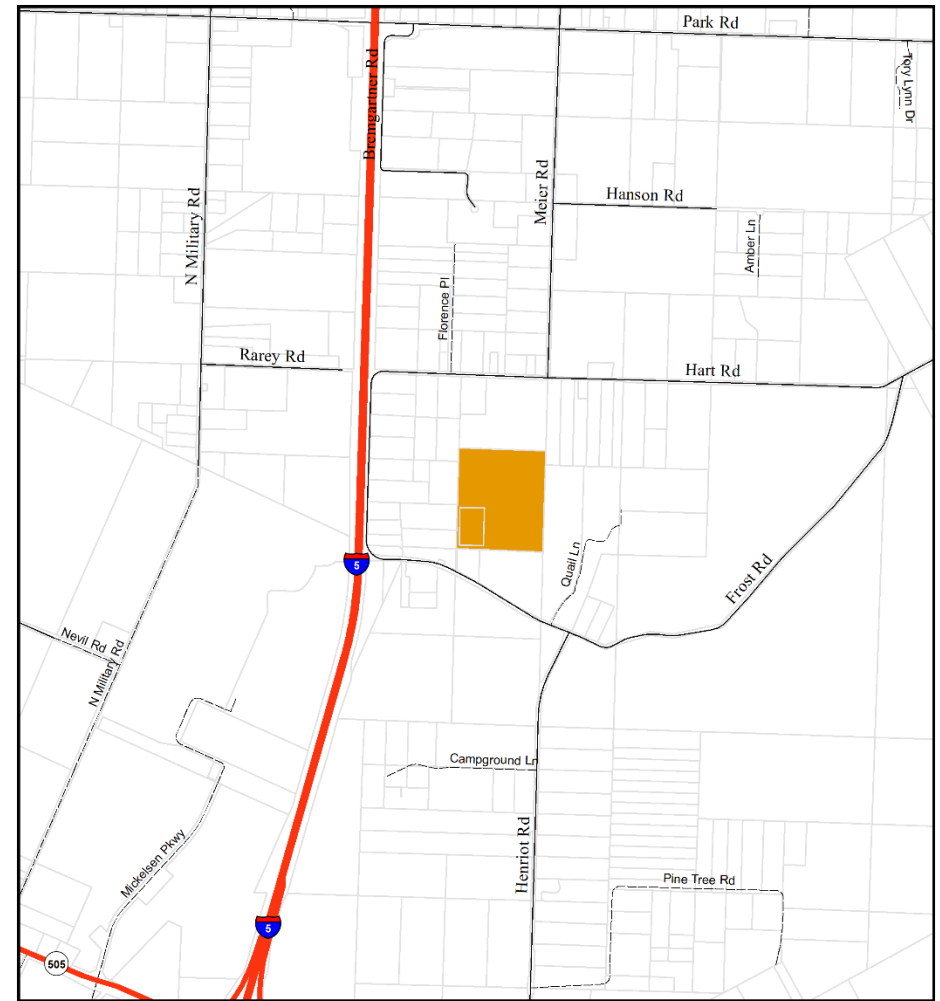 Park Rd
Bremgartner Rd
Tory Lynn Dr
N Military Rd
Meier Rd
Hanson Rd
Amber Ln
Florence Pl
Rarey Rd
Hart Rd
5
Quail Ln
Frost Rd
Nevil Rd
N Military Rd
Campground Ln
Henriot Rd
Mickelsen Pkwy
Pine Tree Rd
5
505